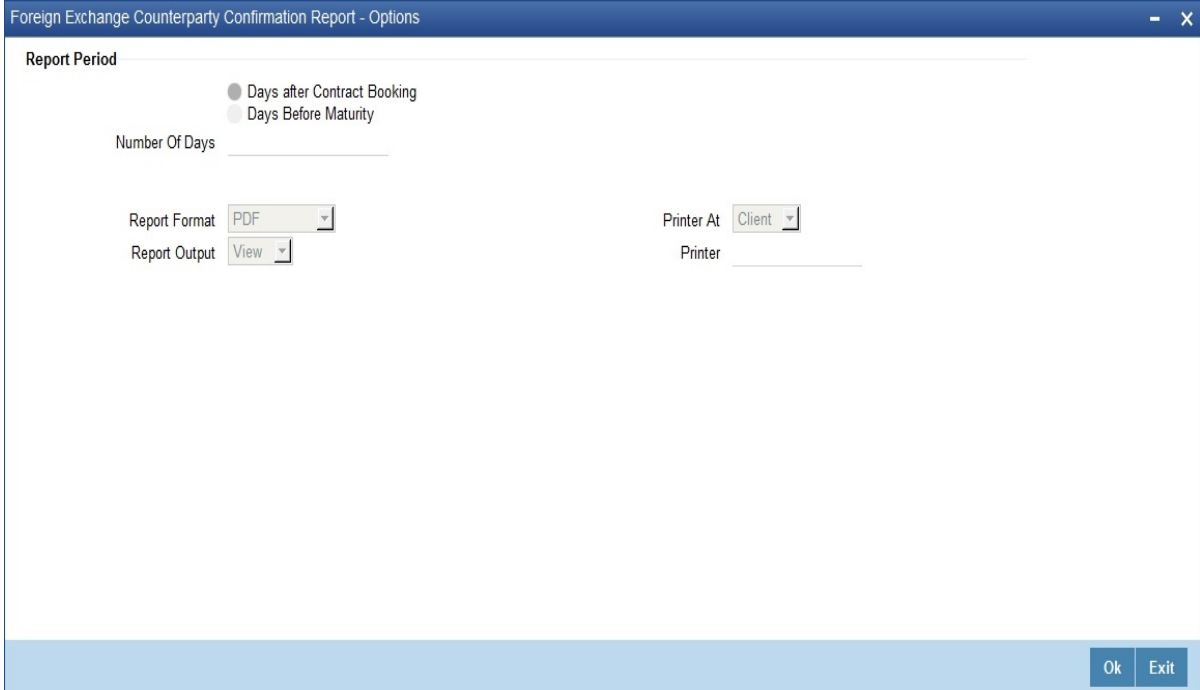 Foreign Exchange Counterparty Confirmation Report - Options
Report Period
Days after Contract Booking
Days Before Maturity
Number Of Days
Report Format PDF Printer At Client
Report Output View Printer
Ok Exit